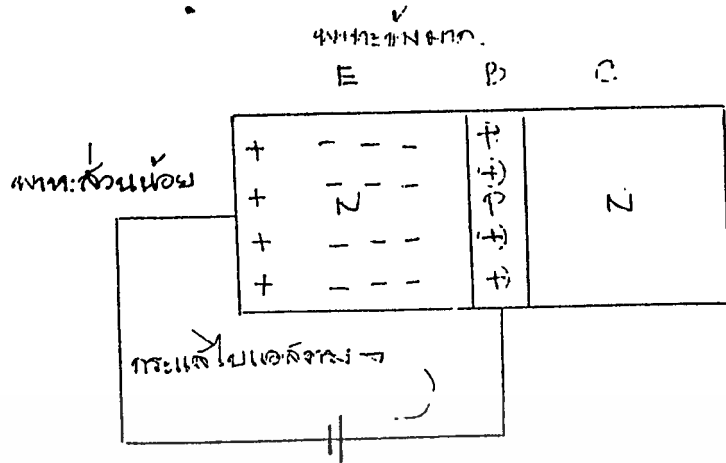 พาหะข้างมาก.
E B C
พาหะส่วนน้อย
+ - - - +
+ - - - (+)
N P N
+ - - - (+)
+ - - - +
กระแสไบแอสตรง →